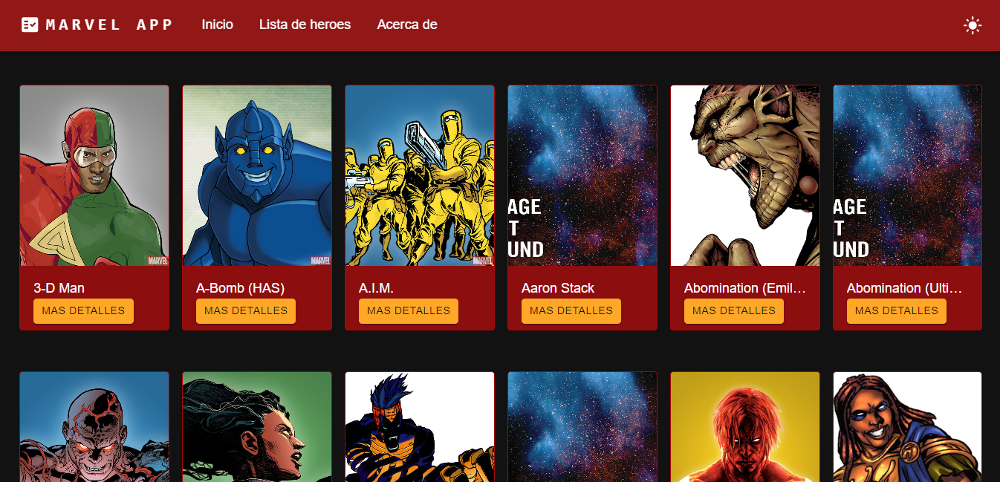 MARVEL APP Inicio Lista de heroes Acerca de
AGE
T
UND
AGE
T
UND
MARVEL
MARVEL
MARVEL
3-D Man
A-Bomb (HAS)
A.I.M.
Aaron Stack
Abomination (Emil…
Abomination (Ulti…
MAS DETALLES
MAS DETALLES
MAS DETALLES
MAS DETALLES
MAS DETALLES
MAS DETALLES